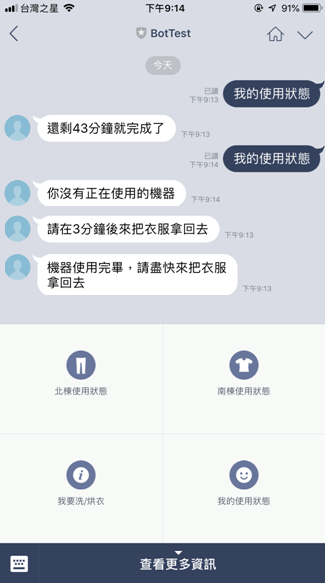 台灣之星
下午9:14
91%
BotTest
今天
已讀
下午9:13
我的使用狀態
還剩43分鐘就完成了
下午9:13
已讀
下午9:14
我的使用狀態
你沒有正在使用的機器
下午9:14
請在3分鐘後來把衣服拿回去
下午9:13
機器使用完畢，請盡快來把衣服
拿回去
下午9:13
北棟使用狀態
南棟使用狀態
我要洗/烘衣
我的使用狀態
查看更多資訊